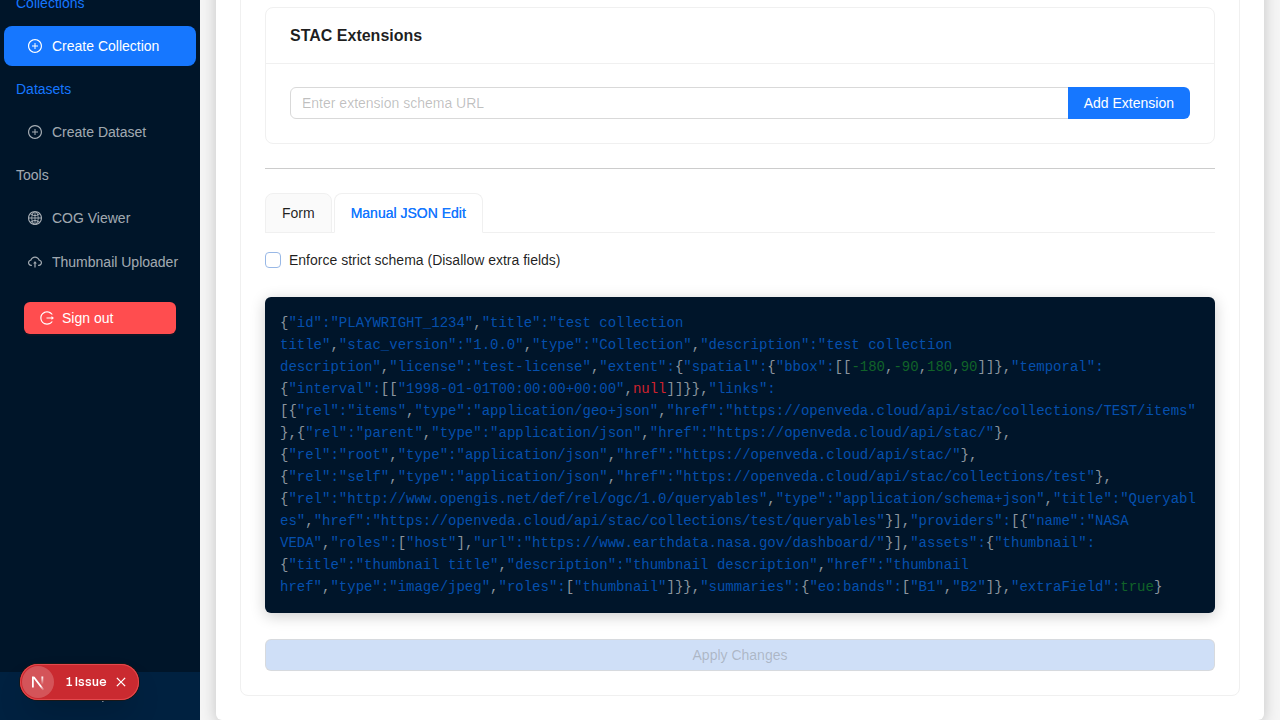 Collections
Create Collection
Datasets
Create Dataset
Tools
COG Viewer
Thumbnail Uploader
Sign out
1 Issue
STAC Extensions
Enter extension schema URL
Add Extension
Form
Manual JSON Edit
Enforce strict schema (Disallow extra fields)
{"id":"PLAYWRIGHT_1234","title":"test collection
title","stac_version":"1.0.0","type":"Collection","description":"test collection
description","license":"test-license","extent":{"spatial":{"bbox":[[-180,-90,180,90]]},"temporal":
{"interval":[["1998-01-01T00:00:00+00:00",null]]}},"links":
[{"rel":"items","type":"application/geo+json","href":"https://openveda.cloud/api/stac/collections/TEST/items"
},{"rel":"parent","type":"application/json","href":"https://openveda.cloud/api/stac/"},
{"rel":"root","type":"application/json","href":"https://openveda.cloud/api/stac/"},
{"rel":"self","type":"application/json","href":"https://openveda.cloud/api/stac/collections/test"},
{"rel":"http://www.opengis.net/def/rel/ogc/1.0/queryables","type":"application/schema+json","title":"Queryabl
es","href":"https://openveda.cloud/api/stac/collections/test/queryables"}],"providers":[{"name":"NASA
VEDA","roles":["host"],"url":"https://www.earthdata.nasa.gov/dashboard/"}],"assets":{"thumbnail":
{"title":"thumbnail title","description":"thumbnail description","href":"thumbnail
href","type":"image/jpeg","roles":["thumbnail"]}},"summaries":{"eo:bands":["B1","B2"]},"extraField":true}
Apply Changes